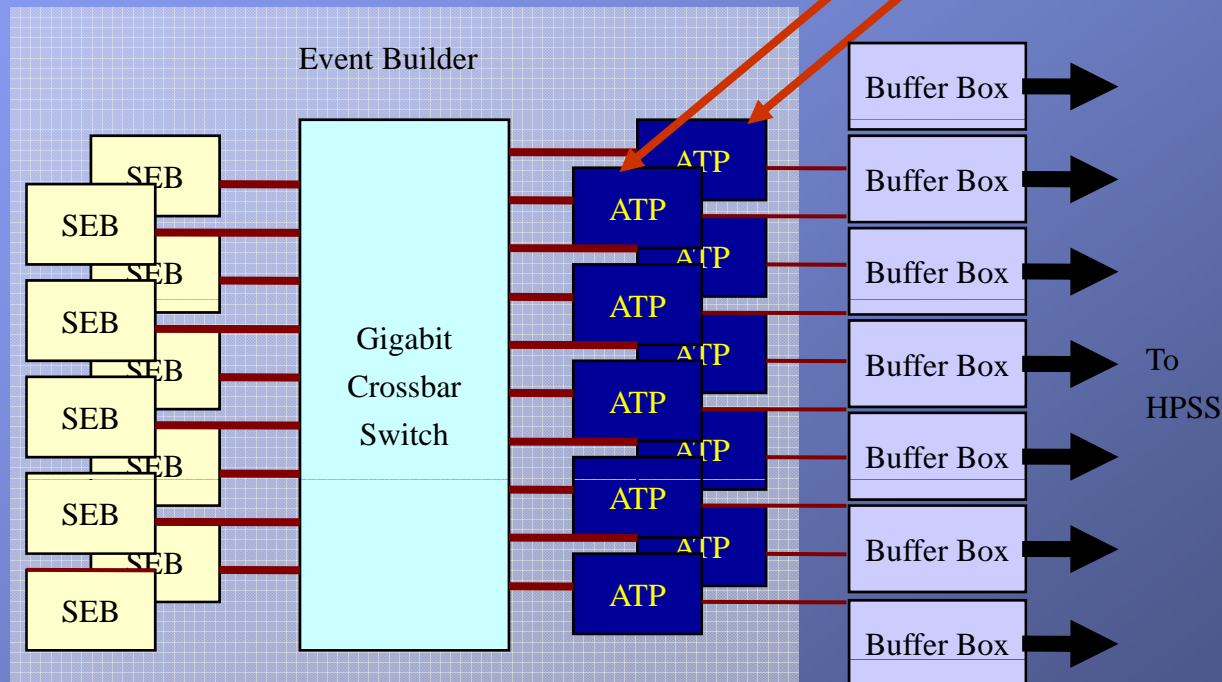 Event Builder
SEB
SEB
SEB
SEB
SEB
SEB
SEB
SEB
SEB
SEB
Gigabit
Crossbar
Switch
ATP
ATP
ATP
ATP
ATP
ATP
ATP
ATP
ATP
ATP
Buffer Box
Buffer Box
Buffer Box
Buffer Box
Buffer Box
Buffer Box
Buffer Box
To
HPSS